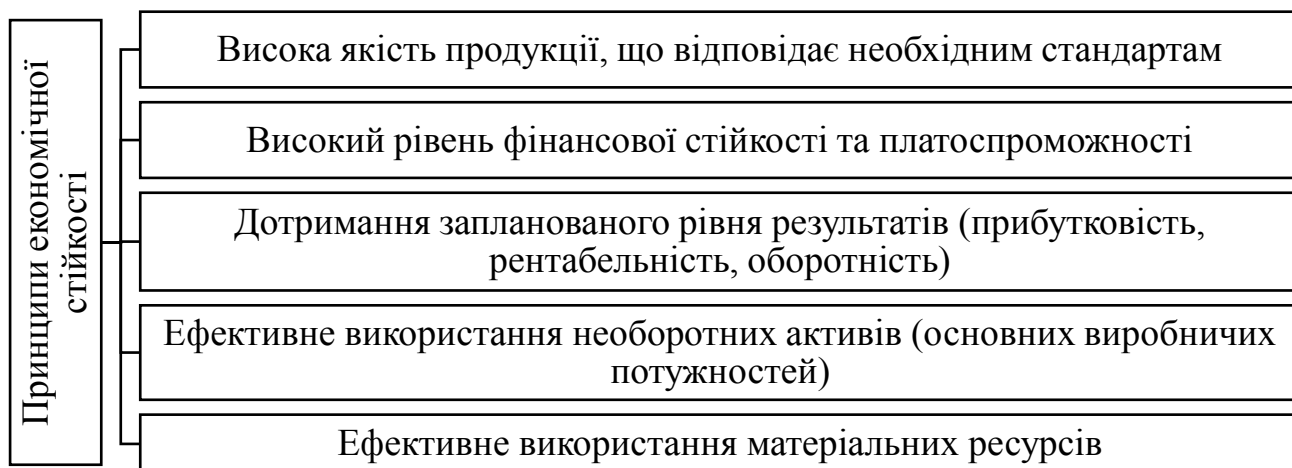 Принципи економічної
стійкості
Висока якість продукції, що відповідає необхідним стандартам
Високий рівень фінансової стійкості та платоспроможності
Дотримання запланованого рівня результатів (прибутковість,
рентабельність, оборотність)
Ефективне використання необоротних активів (основних виробничих
потужностей)
Ефективне використання матеріальних ресурсів